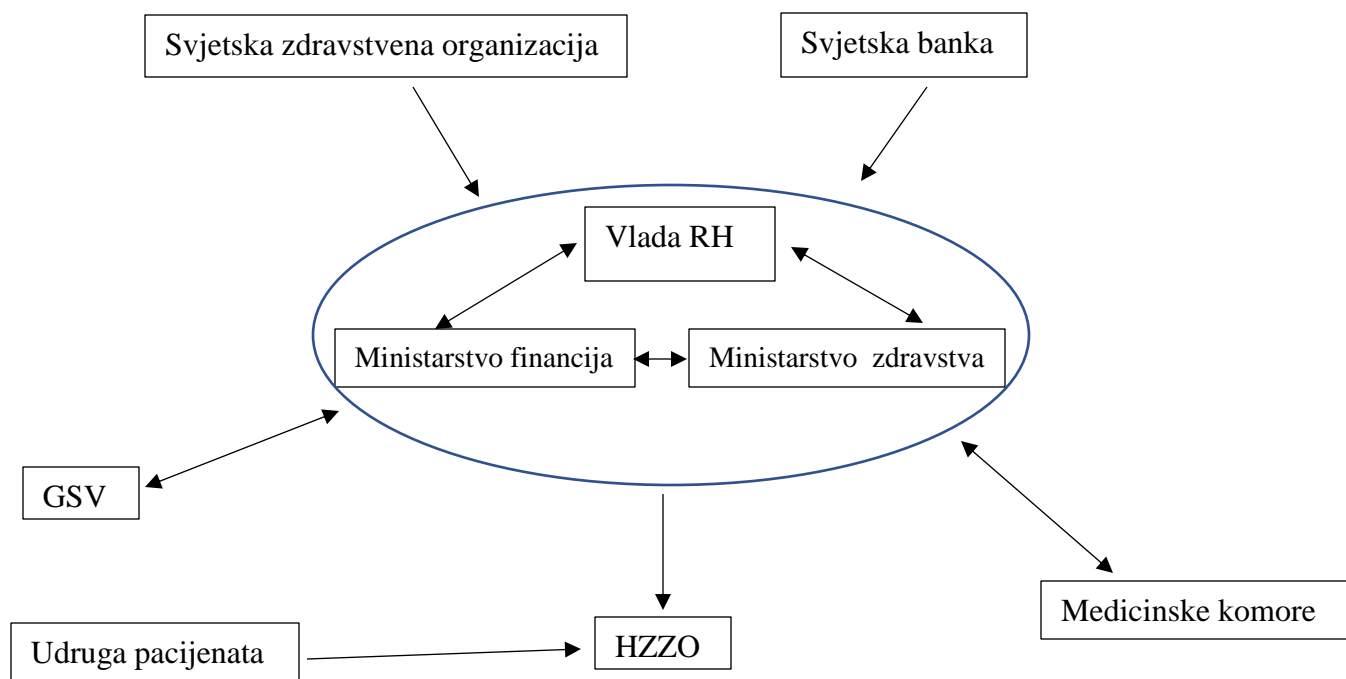 Svjetska zdravstvena organizacija
Svjetska banka
Vlada RH
Ministarstvo financija
Ministarstvo zdravstva
GSV
Medicinske komore
Udruga pacijenata
HZZO